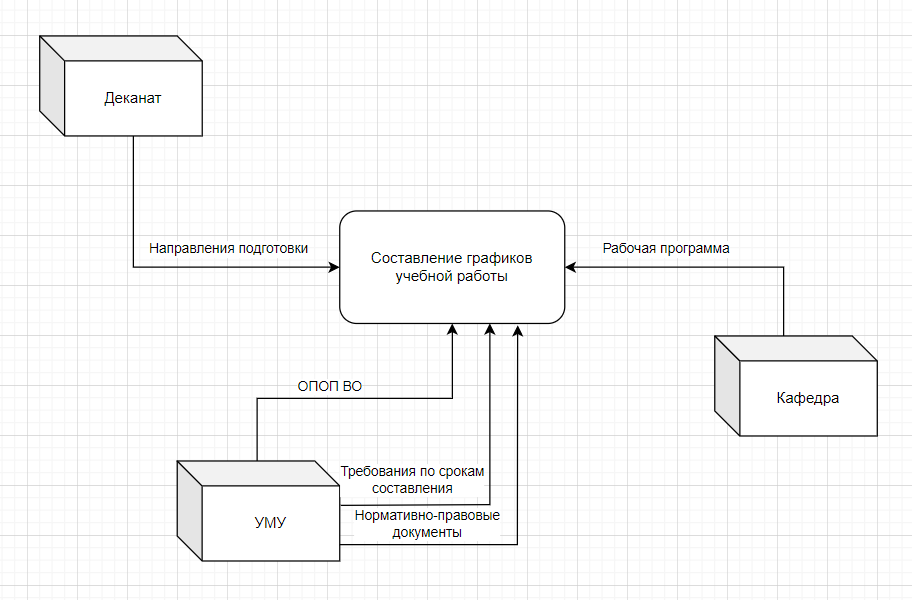 Деканат
Направления подготовки
Составление графиков
учебной работы
Рабочая программа
ОПОП ВО
Кафедра
Требования по срокам
составления
Нормативно-правовые
документы
УМУ